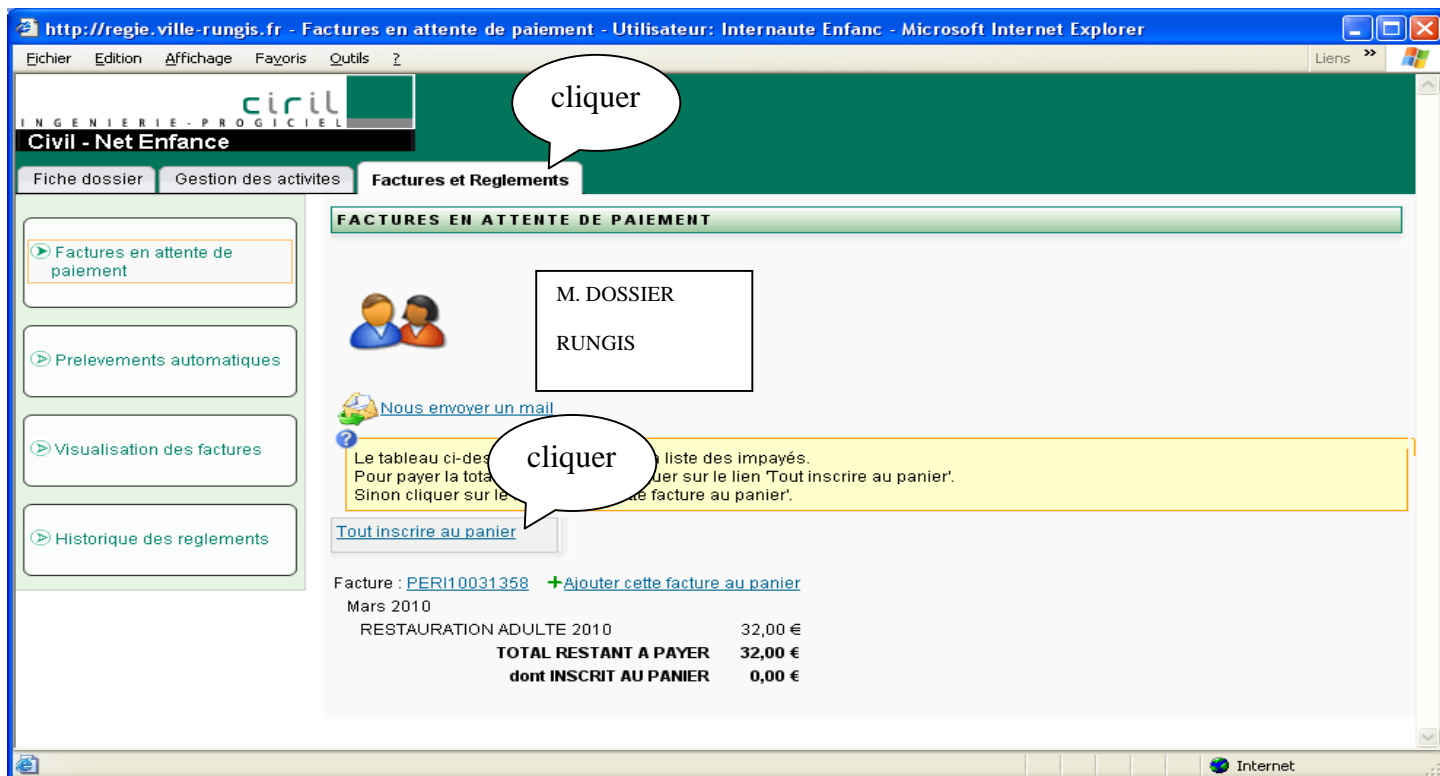 http://regie.ville-rungis.fr - Factures en attente de paiement - Utilisateur: Internaute Enfanc - Microsoft Internet Explorer
Fichier Edition Affichage Favoris Outils ? Liens »
cliquer
ciril
INGENIERIE-PROGICIEL
Civil - Net Enfance
Fiche dossier Gestion des activites Factures et Reglements
FACTURES EN ATTENTE DE PAIEMENT
Factures en attente de
paiement
Prelevements automatiques
Visualisation des factures
Historique des reglements
M. DOSSIER
RUNGIS
Nous envoyer un mail
cliquer
Le tableau ci-des liste des impayés.
Pour payer la tota uer sur le lien 'Tout inscrire au panier'.
Sinon cliquer sur le te facture au panier'.
Tout inscrire au panier
Facture : PERI10031358 +Ajouter cette facture au panier
Mars 2010
RESTAURATION ADULTE 2010 32,00 €
TOTAL RESTANT A PAYER 32,00 €
dont INSCRIT AU PANIER 0,00 €
Internet